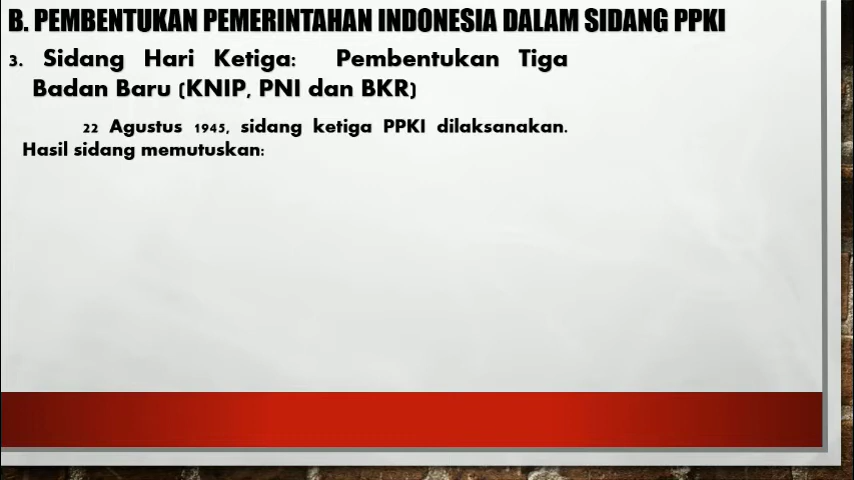 B. PEMBENTUKAN PEMERINTAHAN INDONESIA DALAM SIDANG PPKI
3. Sidang Hari Ketiga: Pembentukan Tiga
Badan Baru (KNIP, PNI dan BKR)
22 Agustus 1945, sidang ketiga PPKI dilaksanakan.
Hasil sidang memutuskan: